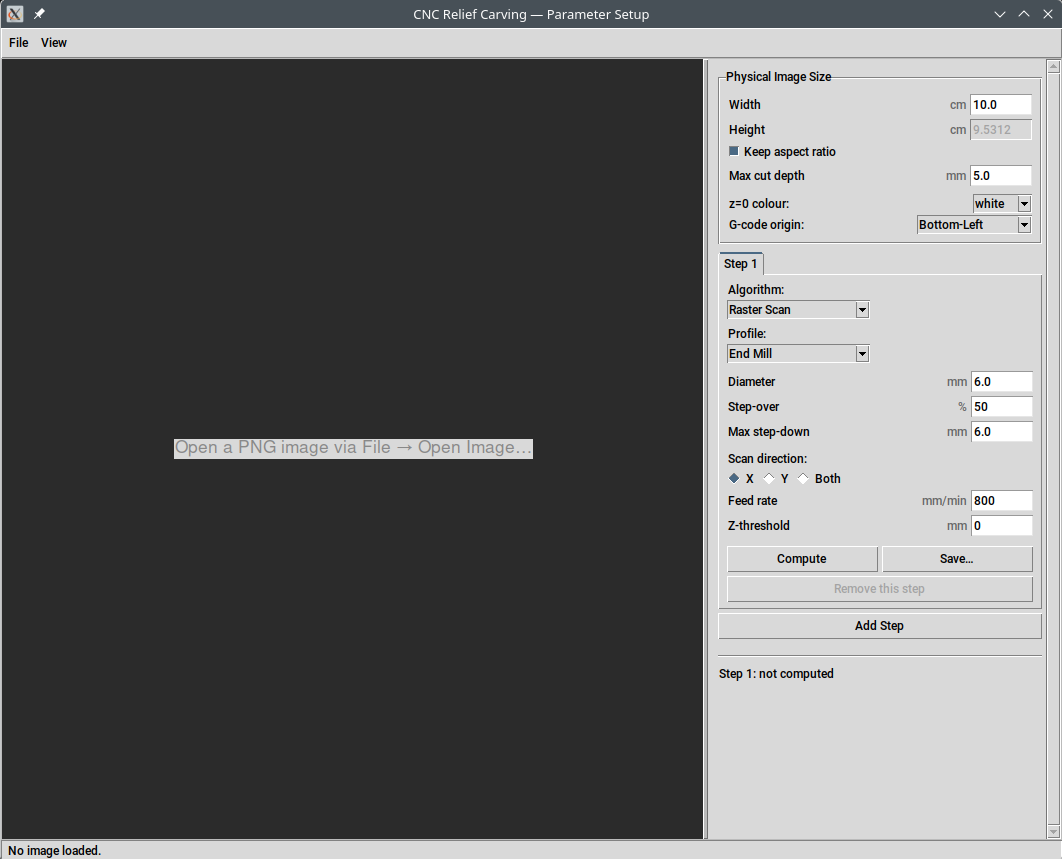 CNC Relief Carving — Parameter Setup
File View
Physical Image Size
Width cm 10.0
Height cm 9.5312
Keep aspect ratio
Max cut depth mm 5.0
z=0 colour: white
G-code origin: Bottom-Left
Step 1
Algorithm:
Raster Scan
Profile:
End Mill
Diameter mm 6.0
Step-over % 50
Max step-down mm 6.0
Scan direction:
X Y Both
Feed rate mm/min 800
Z-threshold mm 0
Compute Save...
Remove this step
Add Step
Step 1: not computed
Open a PNG image via File → Open Image...
No image loaded.